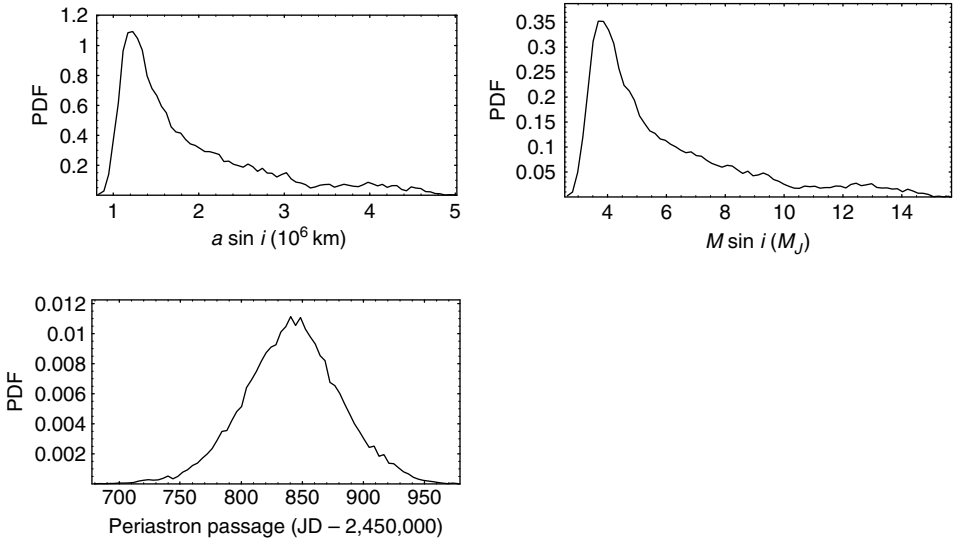 1.2
1
0.8
0.6
0.4
0.2
PDF
1 2 3 4 5
a sin i (10⁶ km)
0.35
0.3
0.25
0.2
0.15
0.1
0.05
PDF
4 6 8 10 12 14
M sin i (M_J)
0.012
0.01
0.008
0.006
0.004
0.002
PDF
700 750 800 850 900 950
Periastron passage (JD – 2,450,000)